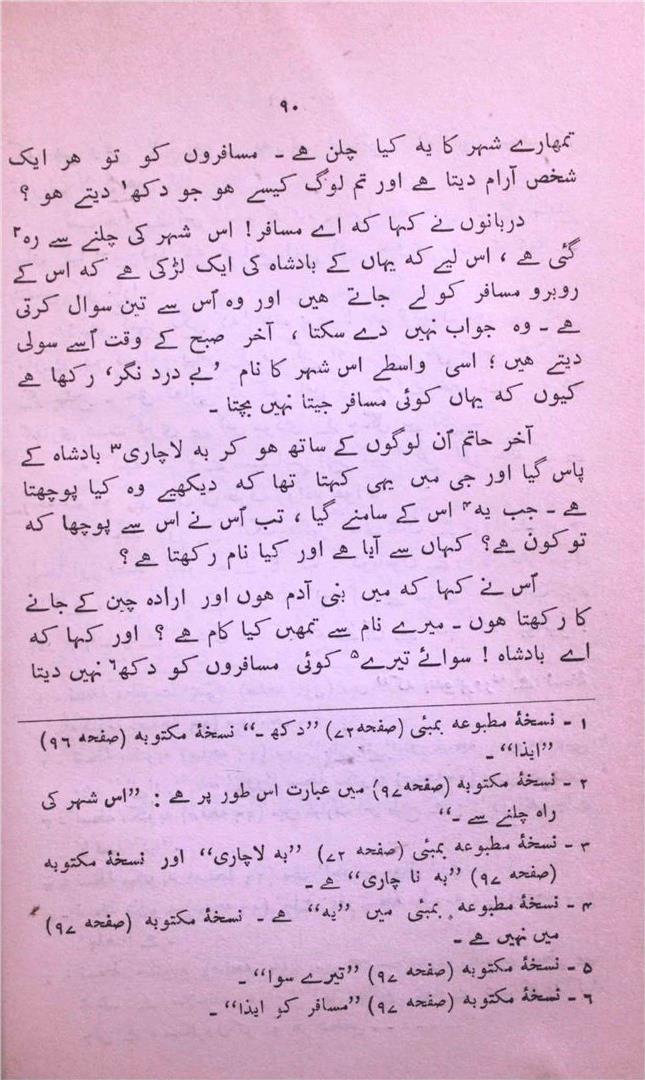 ۹۰
تمھارے شہر کا یہ کیا چلن ہے ـ مسافروں کو تو ھر ایک
شخص آرام دیتا ہے اور تم لوگ کیسے ھو جو دکھ۱ دیتے ھو ؟
دربانوں نے کہا کہ اے مسافر! اس شہر کی چلنے سے رہ۲
گئی ہے ، اس لیے کہ یہاں کے بادشاہ کی ایک لڑکی ہے کہ اس کے
روبرو مسافر کو لے جاتے ھیں اور وہ اُس سے تین سوال کرتی
ہے ـ وہ جواب نہیں دے سکتا ، آخر صبح کے وقت اُسے سولی
دیتے ھیں ؛ اسی واسطے اس شہر کا نام ’بے درد نگر‘ رکھا ہے
کیوں کہ یہاں کوئی مسافر جیتا نہیں بچتا ـ
آخر حاتم اُن لوگوں کے ساتھ ھو کر بہ لاچاری۳ بادشاہ کے
پاس گیا اور جی میں یہی کہتا تھا کہ دیکھیے وہ کیا پوچھتا
ہے ـ جب یہ۴ اس کے سامنے گیا ، تب اُس نے اس سے پوچھا کہ
تو کون ہے؟ کہاں سے آیا ہے اور کیا نام رکھتا ہے ؟
اُس نے کہا کہ میں بنی آدم ھوں اور ارادہ چین کے جانے
کا رکھتا ھوں ـ میرے نام سے تمھیں کیا کام ہے ؟ اور کہا کہ
اے بادشاہ ! سوائے تیرے۵ کوئی مسافروں کو دکھ۶ نہیں دیتا
۱ ـ نسخۂ مطبوعہ بمبئی (صفحہ ۷۲) ”دکھ ـ“ نسخۂ مکتوبہ (صفحہ ۹۶)
”ایذا“ ـ
۲ ـ نسخۂ مکتوبہ (صفحہ ۹۷) میں عبارت اس طور پر ہے : ”اس شہر کی
راہ چلنے سے ـ“
۳ ـ نسخۂ مطبوعہ بمبئی (صفحہ ۷۲) ”بہ لاچاری“ اور نسخۂ مکتوبہ
(صفحہ ۹۷) ”بہ نا چاری“ ہے ـ
۴ ـ نسخۂ مطبوعہ بمبئی میں ”یہ“ ہے ـ نسخۂ مکتوبہ (صفحہ ۹۷)
میں نہیں ہے ـ
۵ ـ نسخۂ مکتوبہ (صفحہ ۹۷) ”تیرے سوا“ ـ
۶ ـ نسخۂ مکتوبہ (صفحہ ۹۷) ”مسافر کو ایذا“ ـ